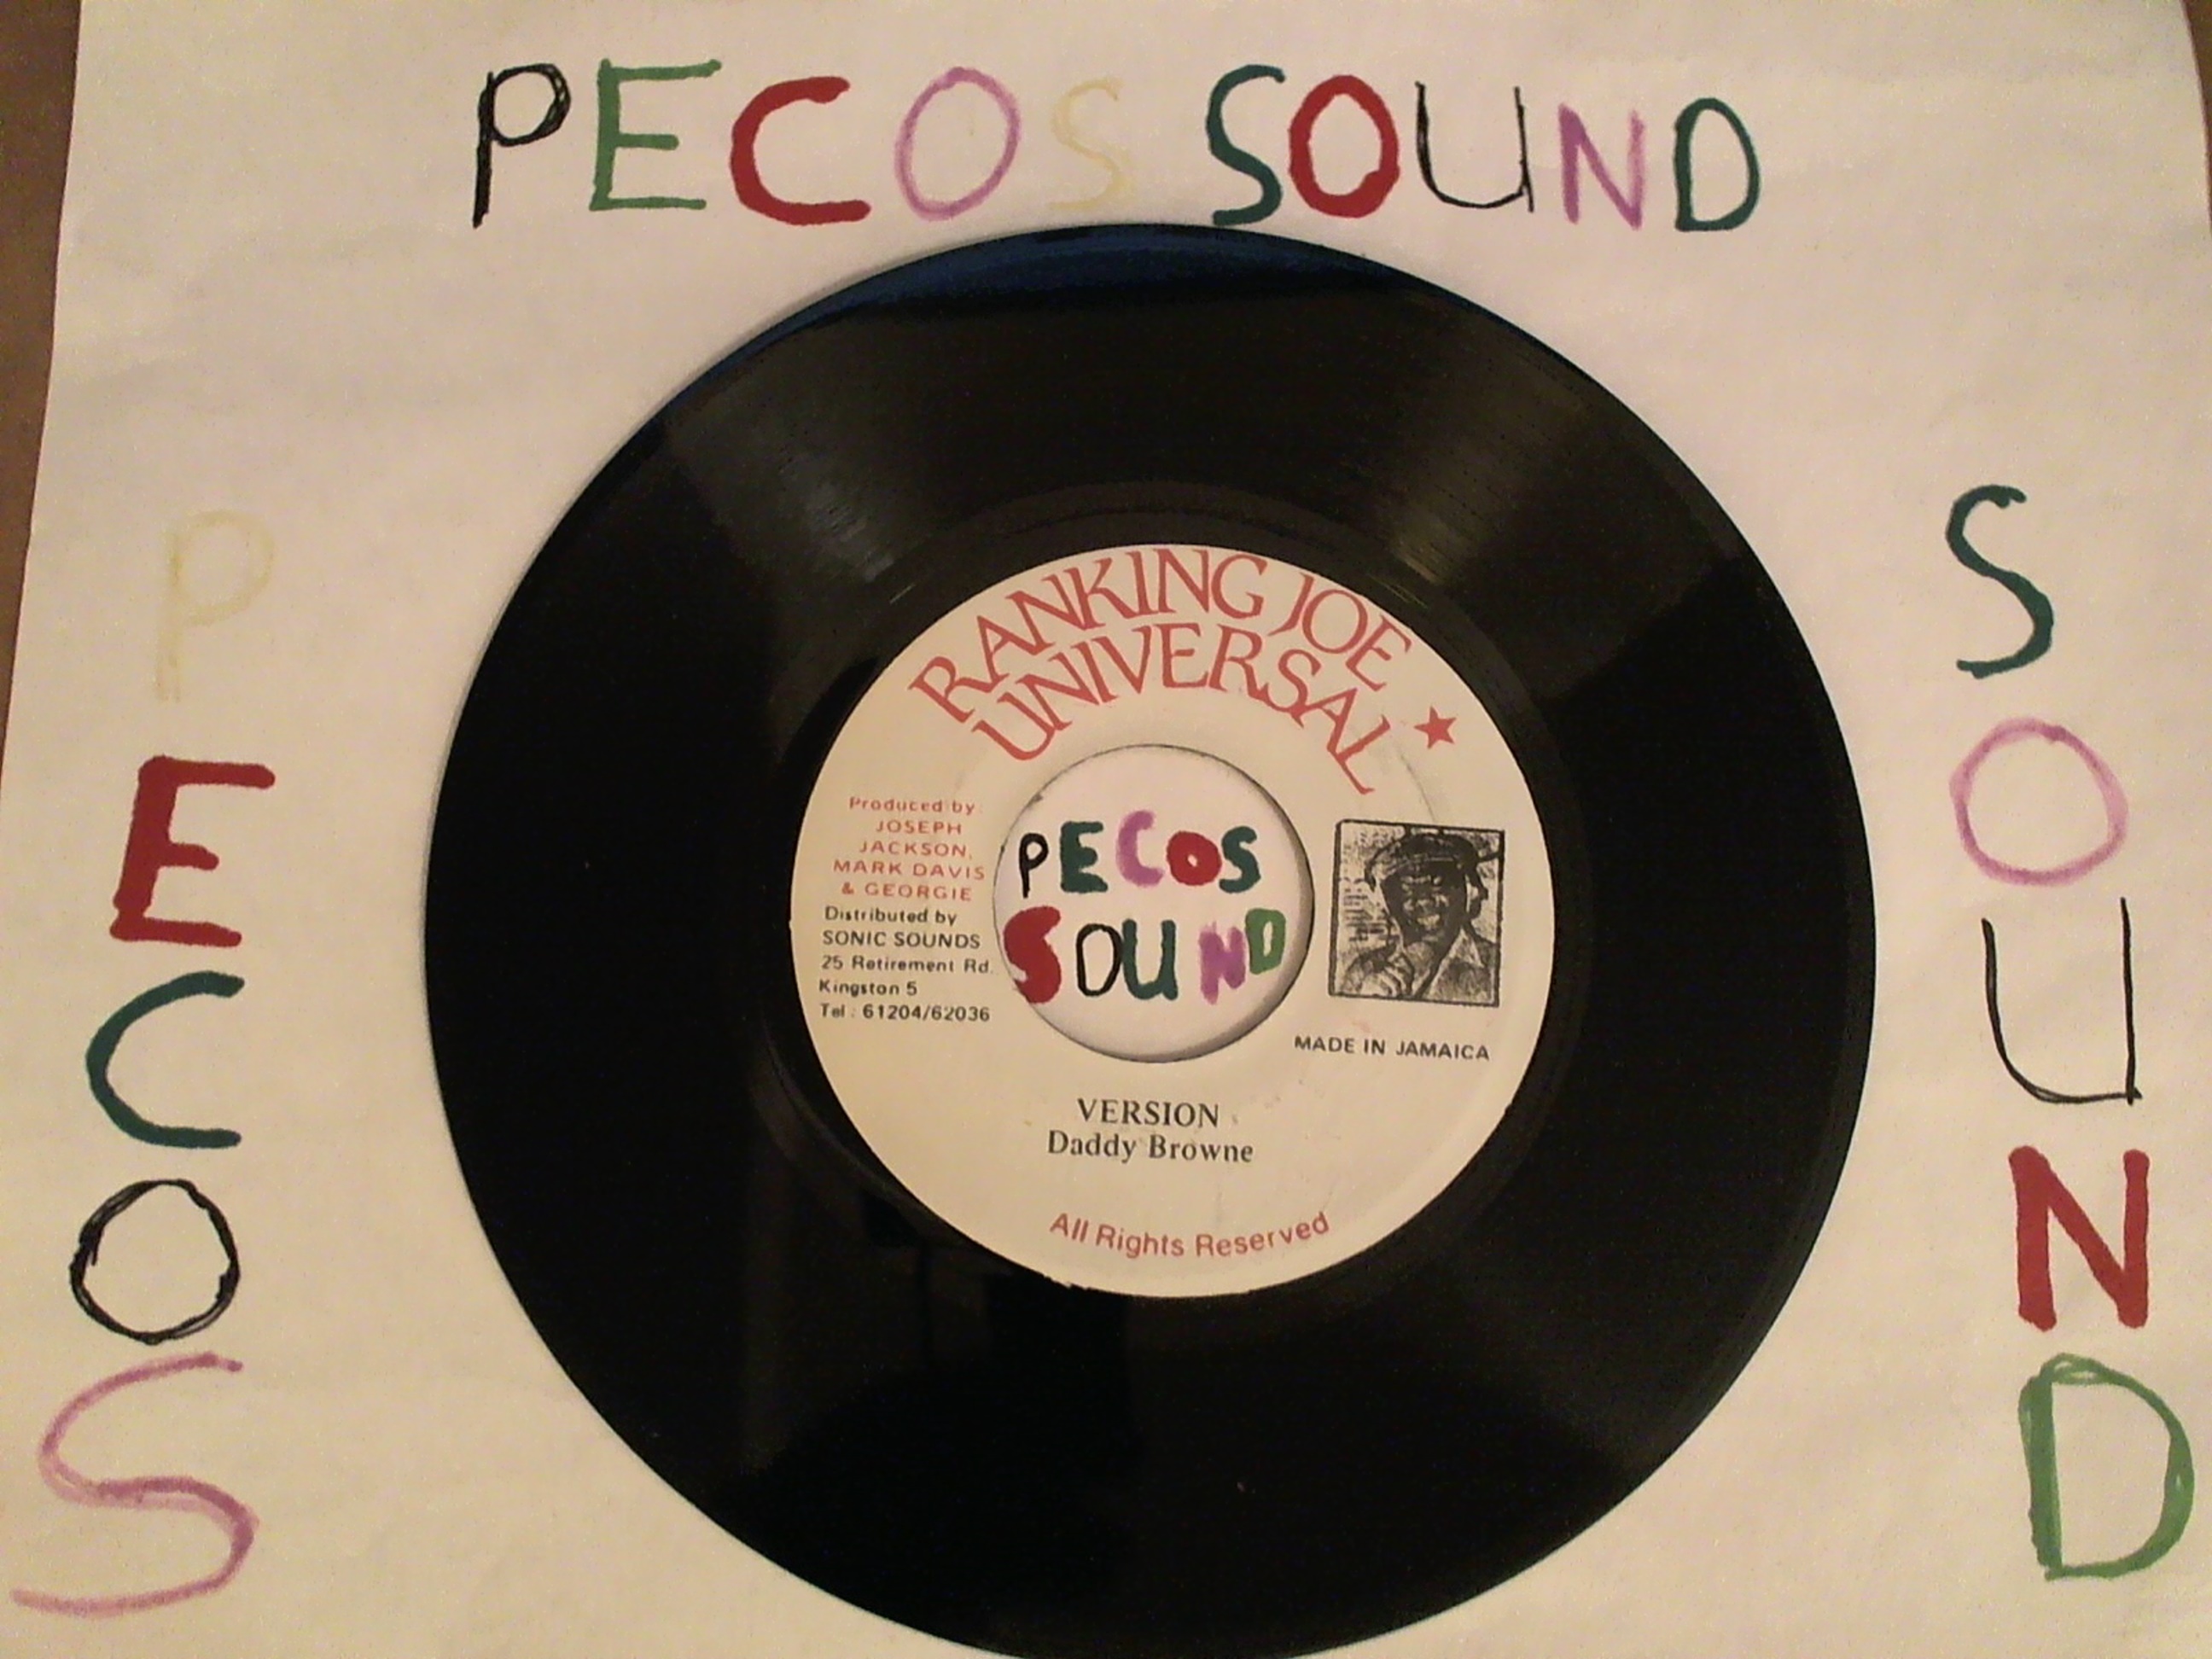 PECOS SOUND
PECOS
SOUND
RANKING JOE
UNIVERSAL
Produced by:
JOSEPH
JACKSON,
MARK DAVIS
& GEORGIE
Distributed by
SONIC SOUNDS
25 Retirement Rd.
Kingston 5
Tel: 61204/62036
PECOS
SOUND
MADE IN JAMAICA
VERSION
Daddy Browne
All Rights Reserved